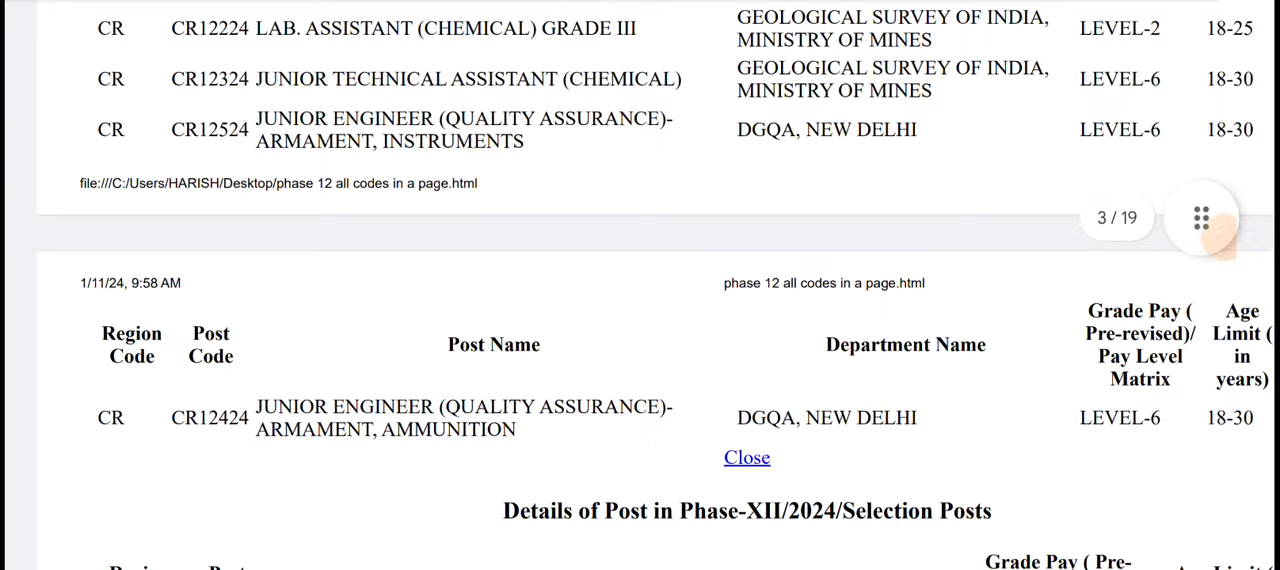 GEOLOGICAL SURVEY OF INDIA,
CR CR12224 LAB. ASSISTANT (CHEMICAL) GRADE III LEVEL-2 18-25
MINISTRY OF MINES
GEOLOGICAL SURVEY OF INDIA,
CR CR12324 JUNIOR TECHNICAL ASSISTANT (CHEMICAL) LEVEL-6 18-30
MINISTRY OF MINES
JUNIOR ENGINEER (QUALITY ASSURANCE)-
CR CR12524 DGQA, NEW DELHI LEVEL-6 18-30
ARMAMENT, INSTRUMENTS
file:///C:/Users/HARISH/Desktop/phase 12 all codes in a page.html
3 / 19
1/11/24, 9:58 AM phase 12 all codes in a page.html
Grade Pay ( Age
Region Post Pre-revised)/ Limit (
Post Name Department Name
Code Code Pay Level in
Matrix years)
JUNIOR ENGINEER (QUALITY ASSURANCE)-
CR CR12424 DGQA, NEW DELHI LEVEL-6 18-30
ARMAMENT, AMMUNITION
Close
Details of Post in Phase-XII/2024/Selection Posts
Grade Pay ( Pre-